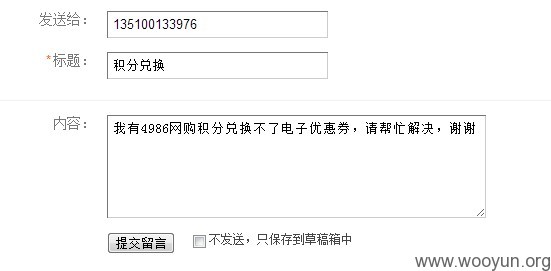 发送给： 135100133976
*标题： 积分兑换
内容： 我有4986网购积分兑换不了电子优惠券，请帮忙解决，谢谢
提交留言 不发送，只保存到草稿箱中
www.wooyun.org